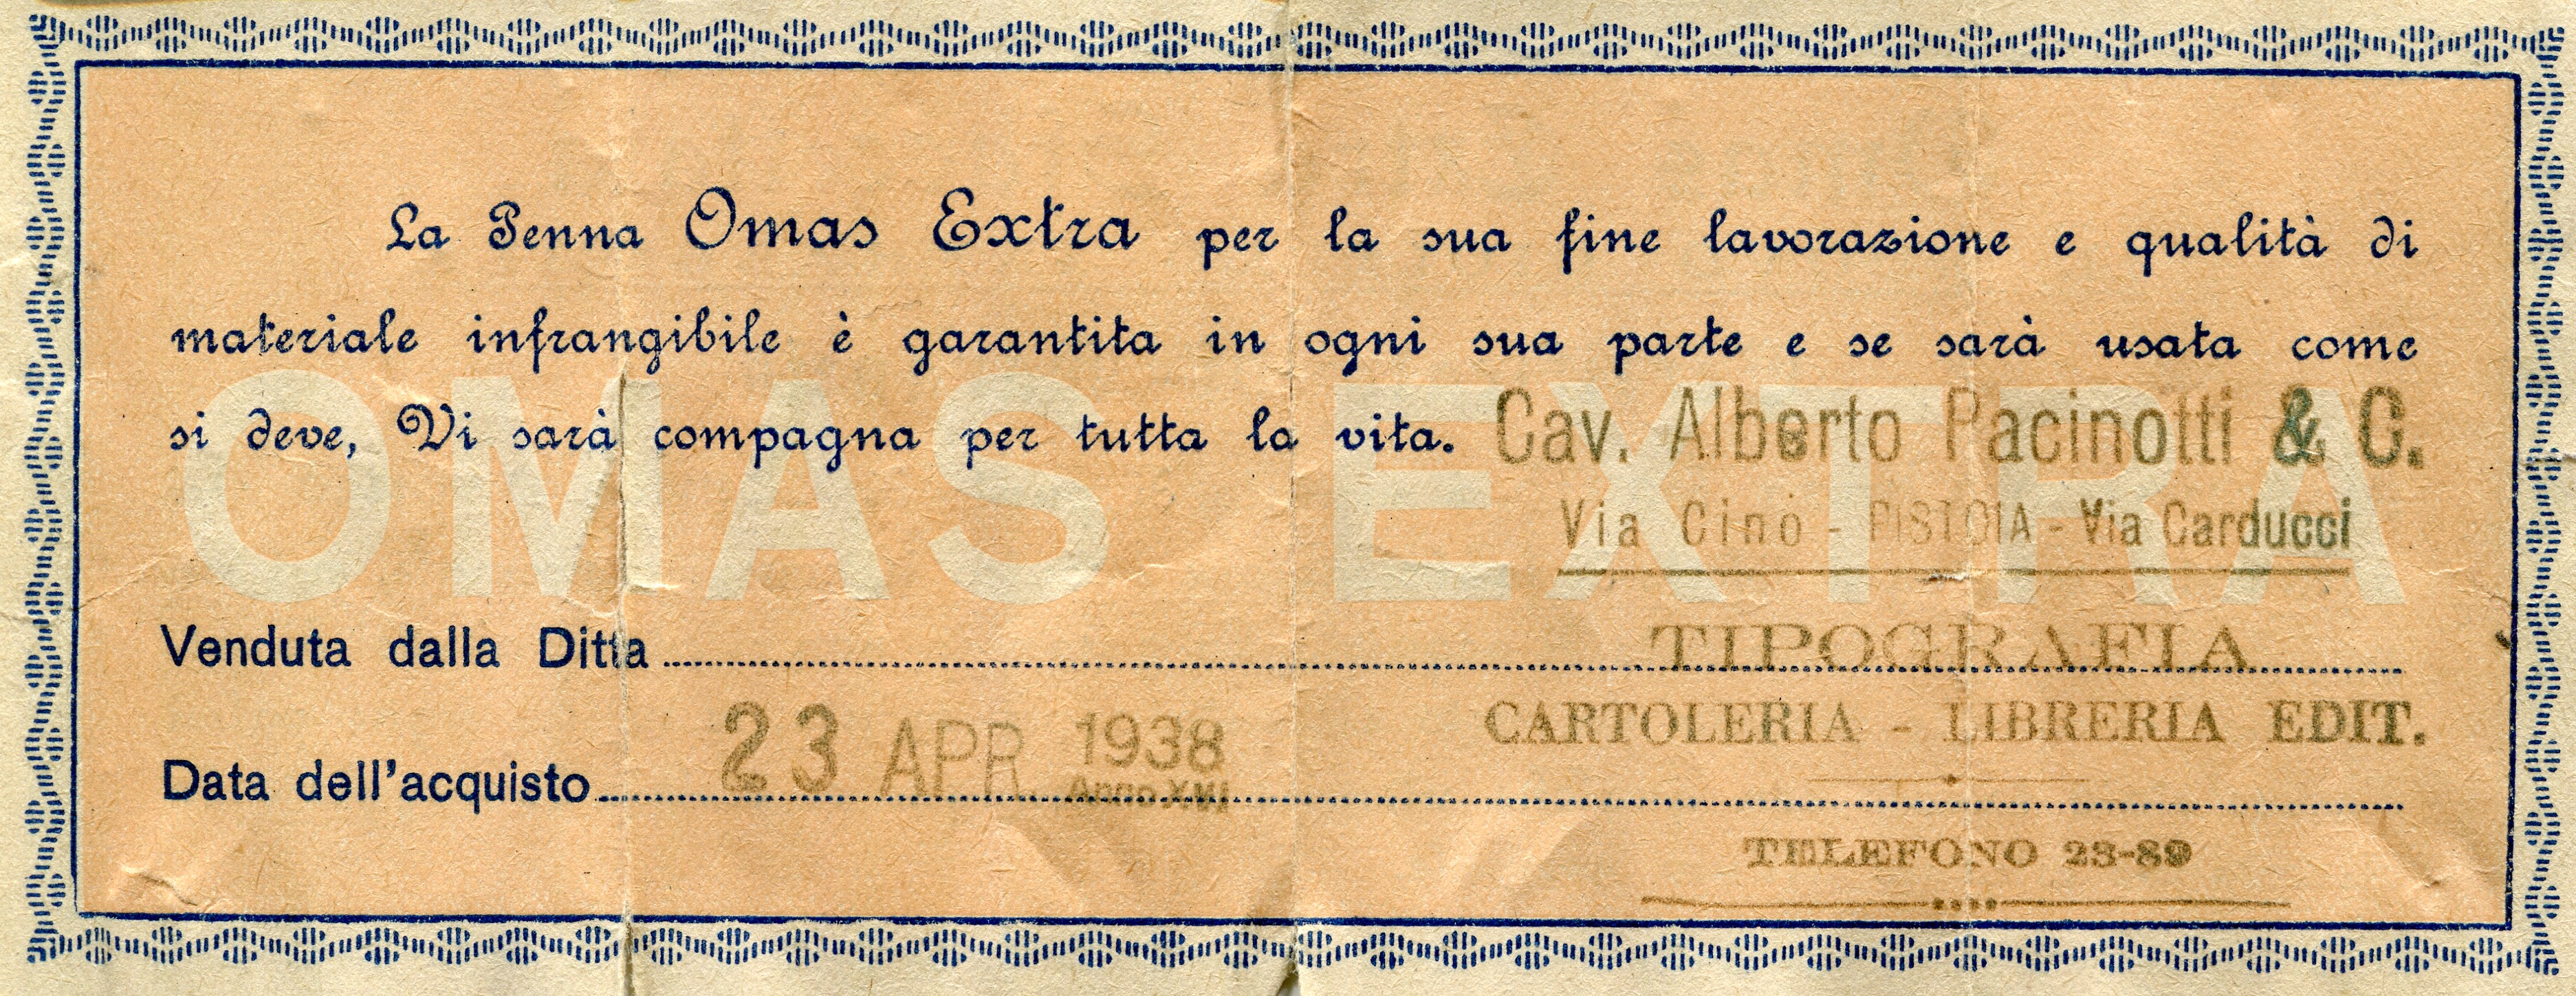 La Penna Omas Extra per la sua fine lavorazione e qualità di
materiale infrangibile è garantita in ogni sua parte e se sarà usata come
si deve, Vi sarà compagna per tutta la vita.
OMAS EXTRA
Cav. Alberto Pacinotti & C.
Via Cino - PISTOIA - Via Carducci
Venduta dalla Ditta
TIPOGRAFIA
CARTOLERIA - LIBRERIA EDIT.
Data dell'acquisto 23 APR 1938
Anno XVI
TELEFONO 23-89